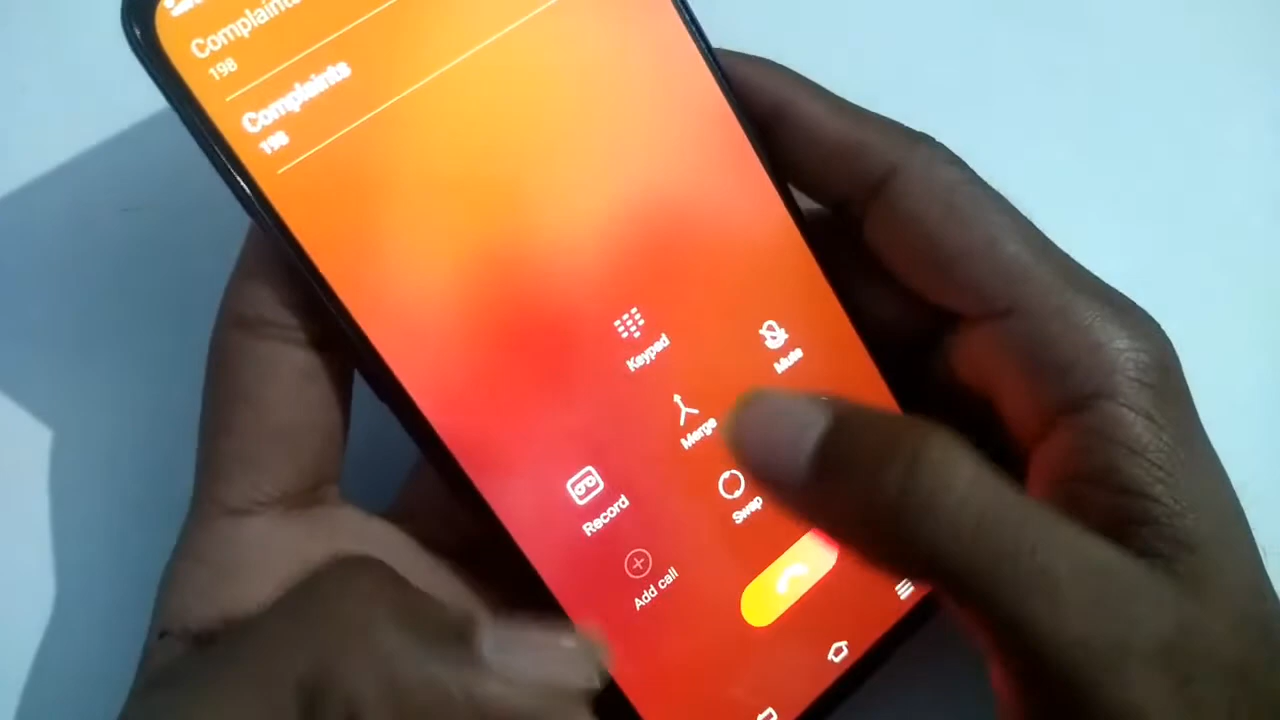 Complaints
198
Complaints
198
Keypad
Mute
Merge
Record
Swap
Add call